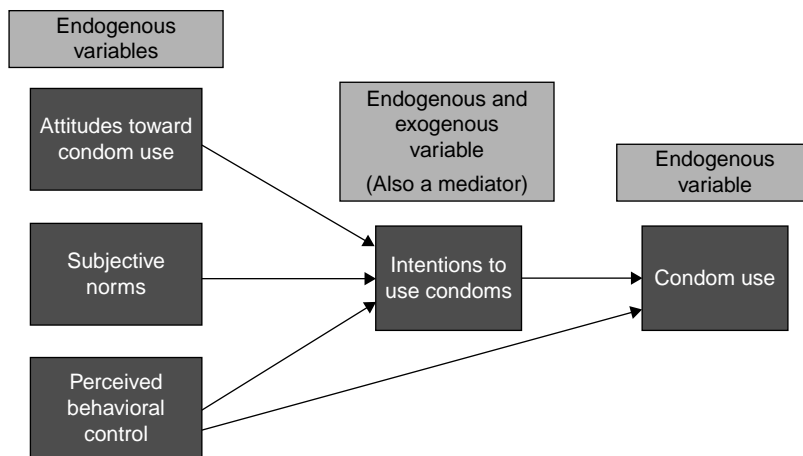 Endogenous
variables
Attitudes toward
condom use
Subjective
norms
Perceived
behavioral
control
Endogenous and
exogenous
variable
(Also a mediator)
Intentions to
use condoms
Endogenous
variable
Condom use